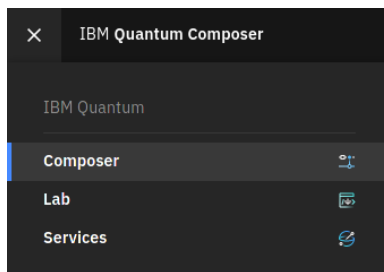 IBM Quantum Composer
IBM Quantum
Composer
Lab
Services